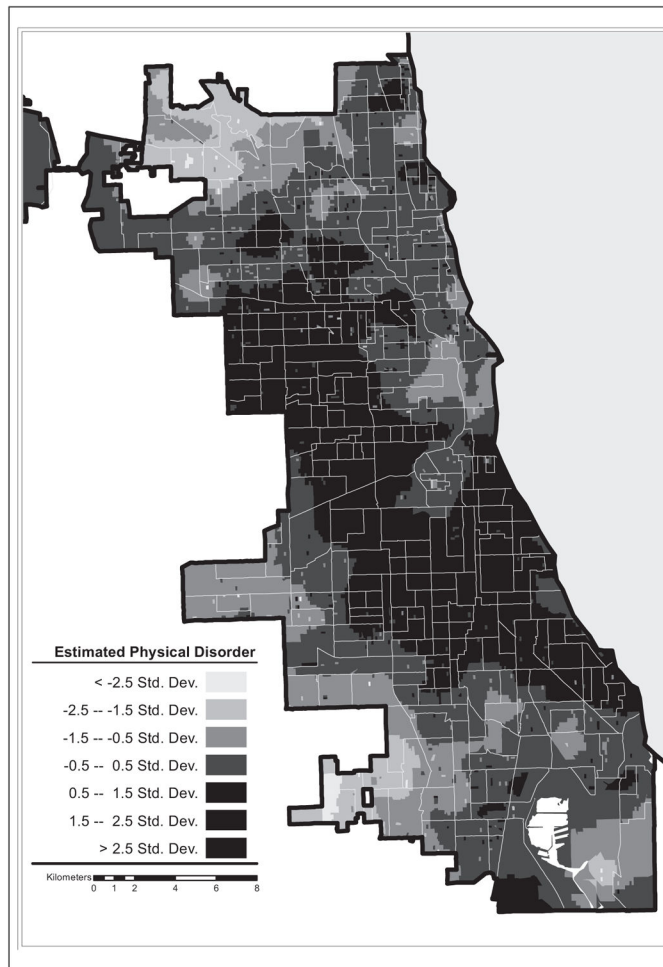 Estimated Physical Disorder
< -2.5 Std. Dev.
-2.5 -- -1.5 Std. Dev.
-1.5 -- -0.5 Std. Dev.
-0.5 -- 0.5 Std. Dev.
0.5 -- 1.5 Std. Dev.
1.5 -- 2.5 Std. Dev.
> 2.5 Std. Dev.
Kilometers
0 1 2 4 6 8